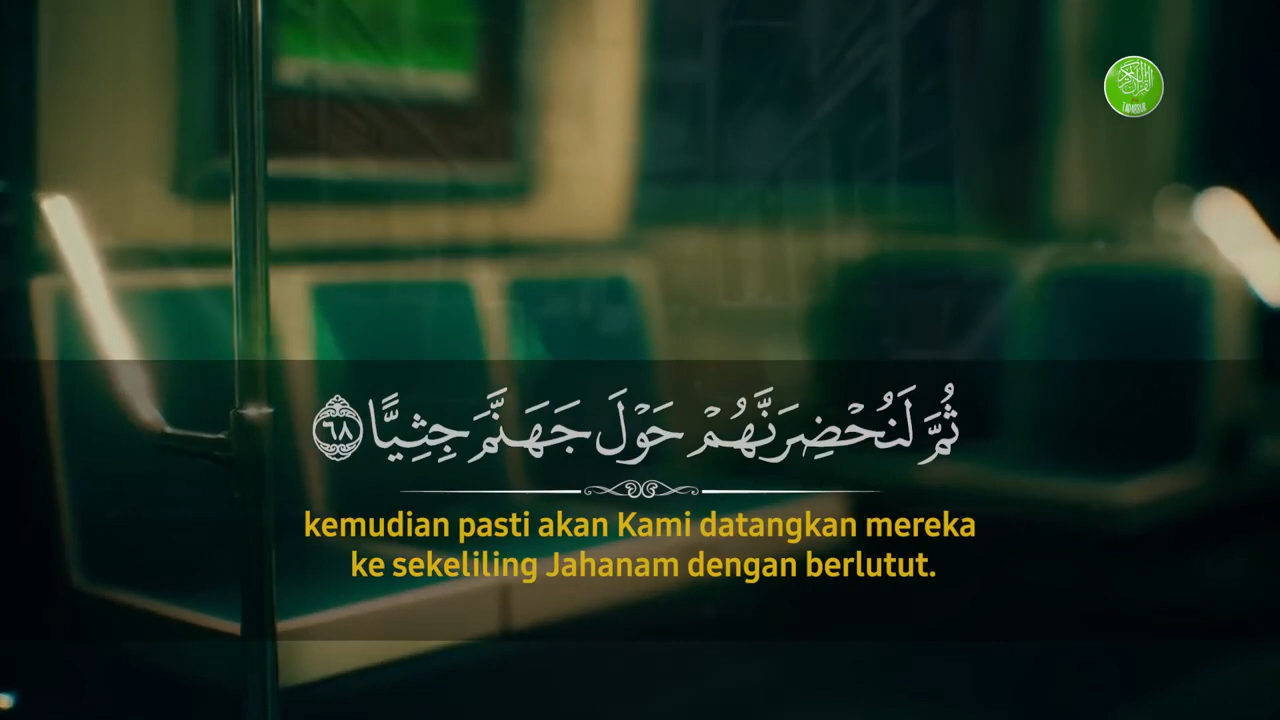 ثُمَّ لَنُحْضِرَنَّهُمْ حَوْلَ جَهَنَّمَ جِثِيًّا ٦٨
kemudian pasti akan Kami datangkan mereka
ke sekeliling Jahanam dengan berlutut.